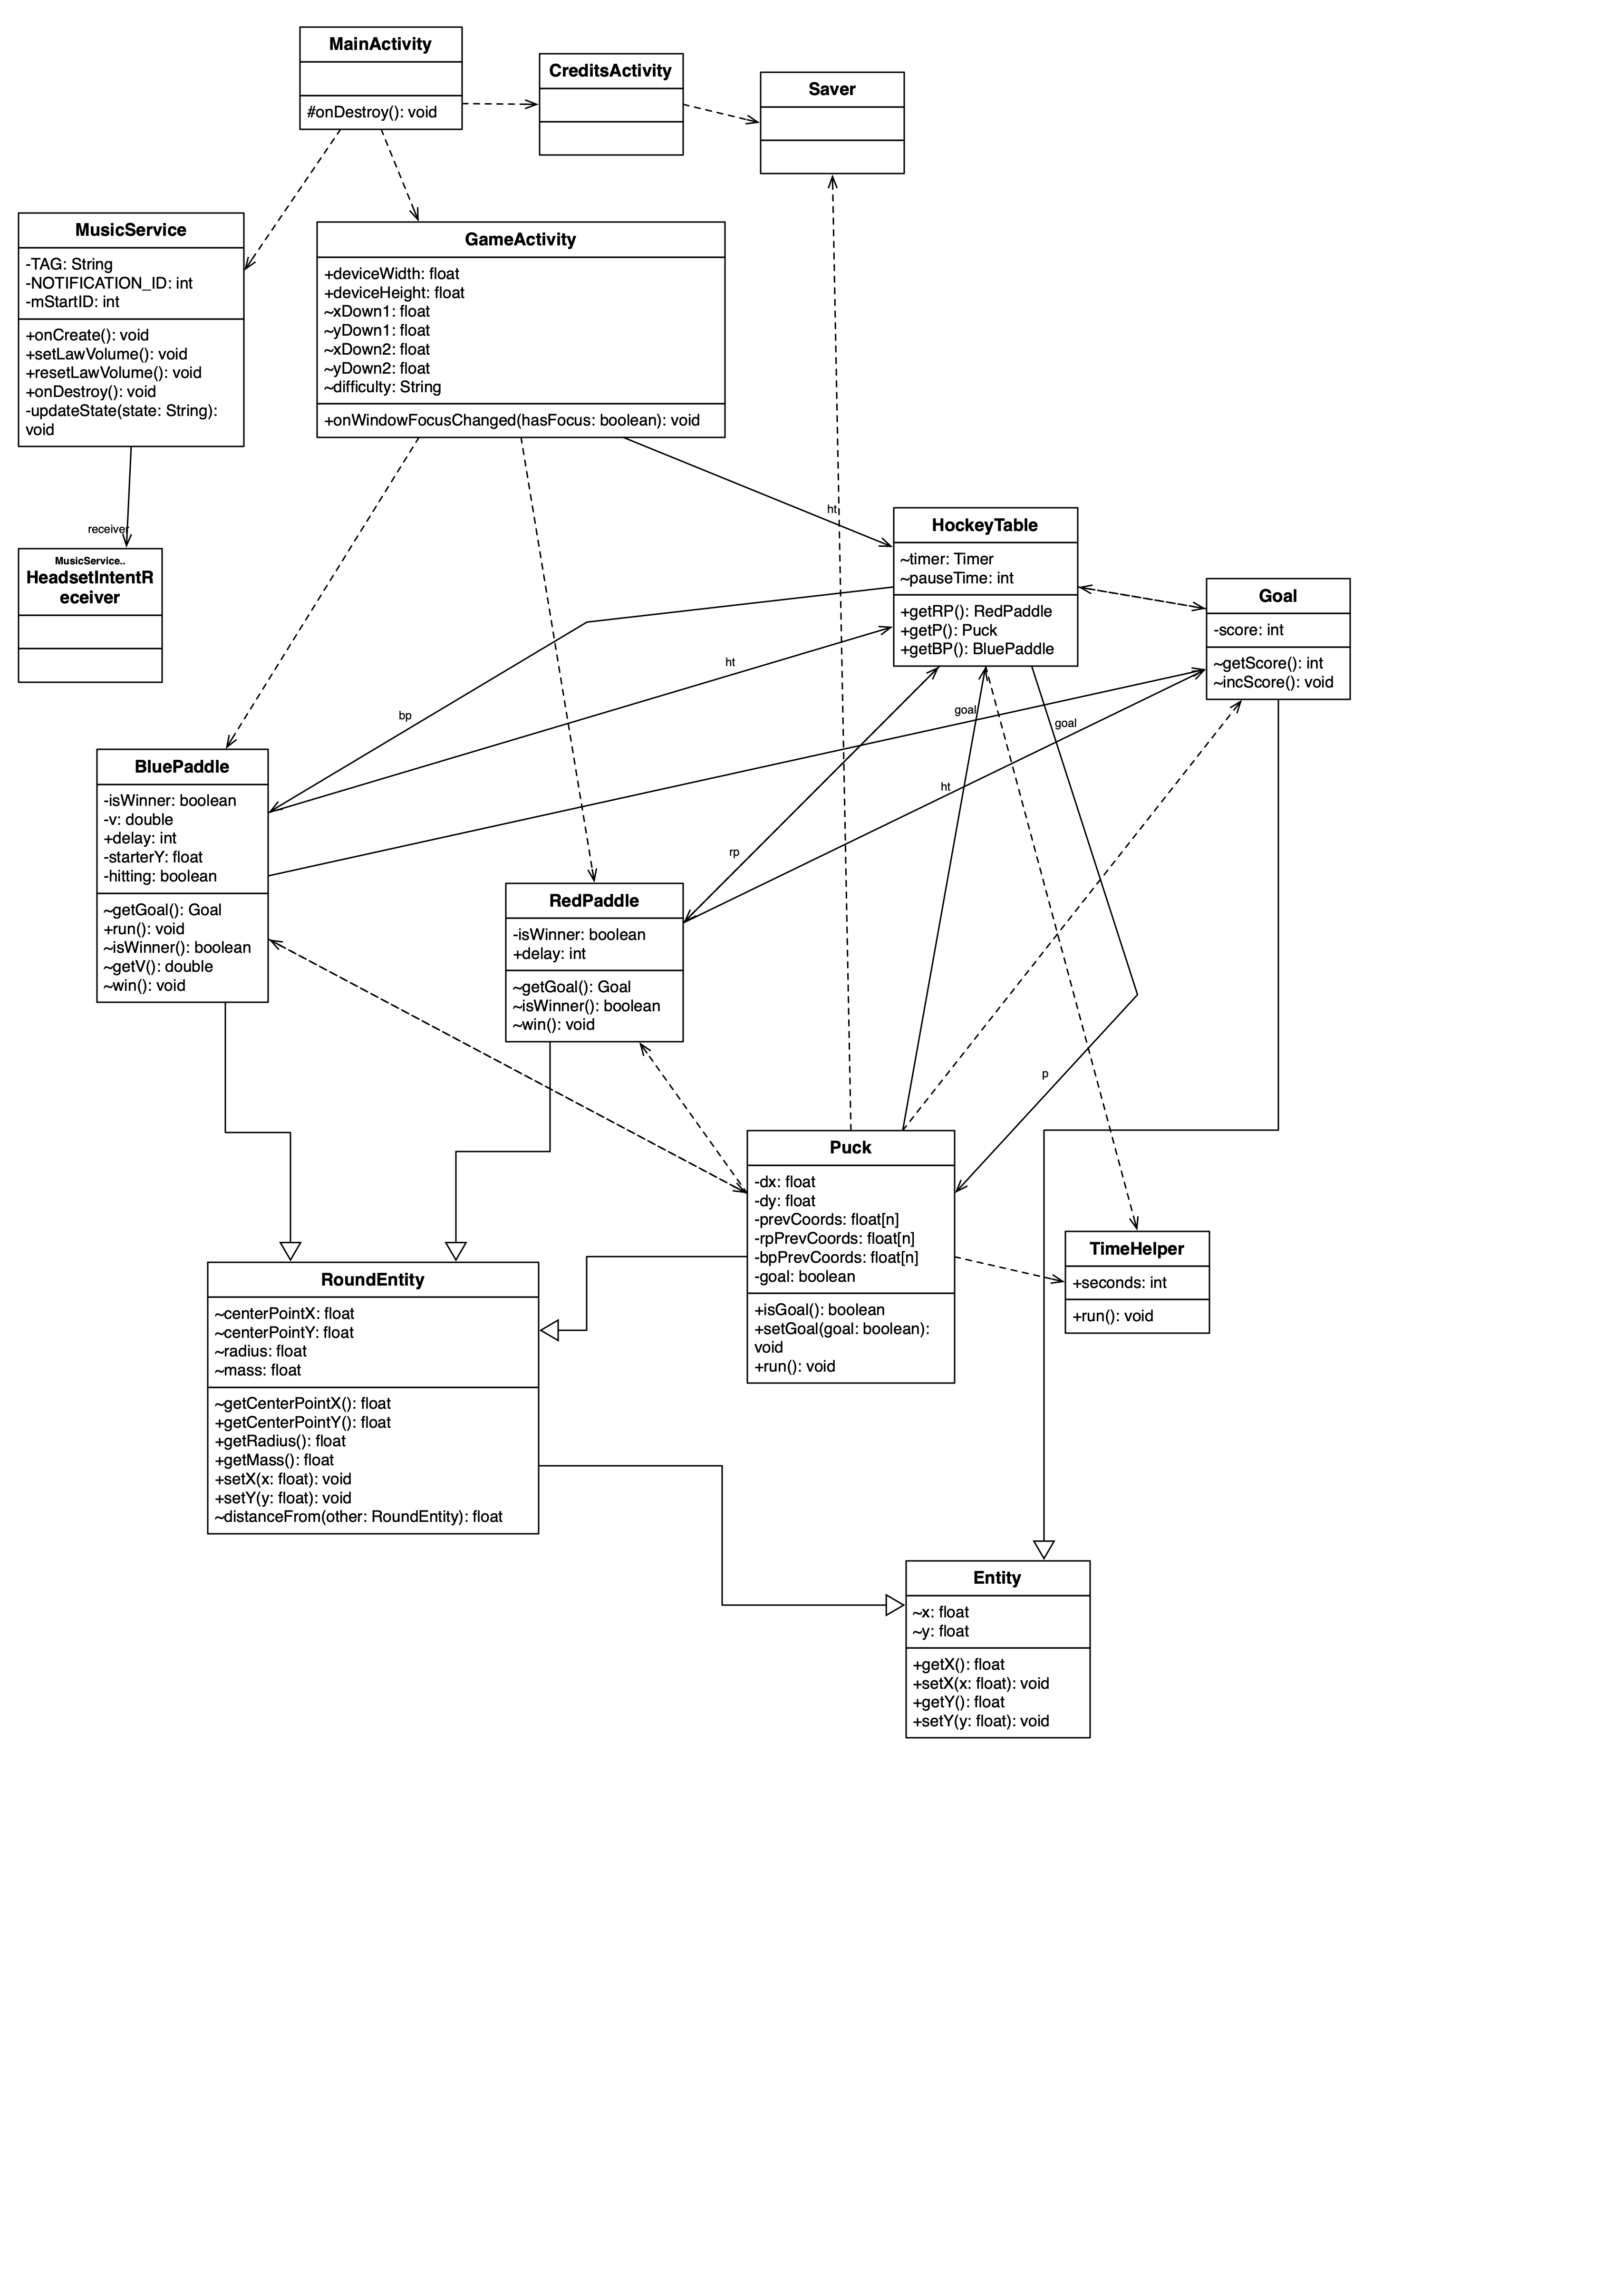 MainActivity
#onDestroy(): void
CreditsActivity
Saver
MusicService
-TAG: String
-NOTIFICATION_ID: int
-mStartID: int
+onCreate(): void
+setLawVolume(): void
+resetLawVolume(): void
+onDestroy(): void
-updateState(state: String):
void
GameActivity
+deviceWidth: float
+deviceHeight: float
~xDown1: float
~yDown1: float
~xDown2: float
~yDown2: float
~difficulty: String
+onWindowFocusChanged(hasFocus: boolean): void
receiver
MusicService..
HeadsetIntentR
eceiver
ht
HockeyTable
~timer: Timer
~pauseTime: int
+getRP(): RedPaddle
+getP(): Puck
+getBP(): BluePaddle
Goal
-score: int
~getScore(): int
~incScore(): void
ht
bp
goal
goal
ht
rp
BluePaddle
-isWinner: boolean
-v: double
+delay: int
-starterY: float
-hitting: boolean
~getGoal(): Goal
+run(): void
~isWinner(): boolean
~getV(): double
~win(): void
RedPaddle
-isWinner: boolean
+delay: int
~getGoal(): Goal
~isWinner(): boolean
~win(): void
p
Puck
-dx: float
-dy: float
-prevCoords: float[n]
-rpPrevCoords: float[n]
-bpPrevCoords: float[n]
-goal: boolean
+isGoal(): boolean
+setGoal(goal: boolean):
void
+run(): void
TimeHelper
+seconds: int
+run(): void
RoundEntity
~centerPointX: float
~centerPointY: float
~radius: float
~mass: float
~getCenterPointX(): float
+getCenterPointY(): float
+getRadius(): float
+getMass(): float
+setX(x: float): void
+setY(y: float): void
~distanceFrom(other: RoundEntity): float
Entity
~x: float
~y: float
+getX(): float
+setX(x: float): void
+getY(): float
+setY(y: float): void